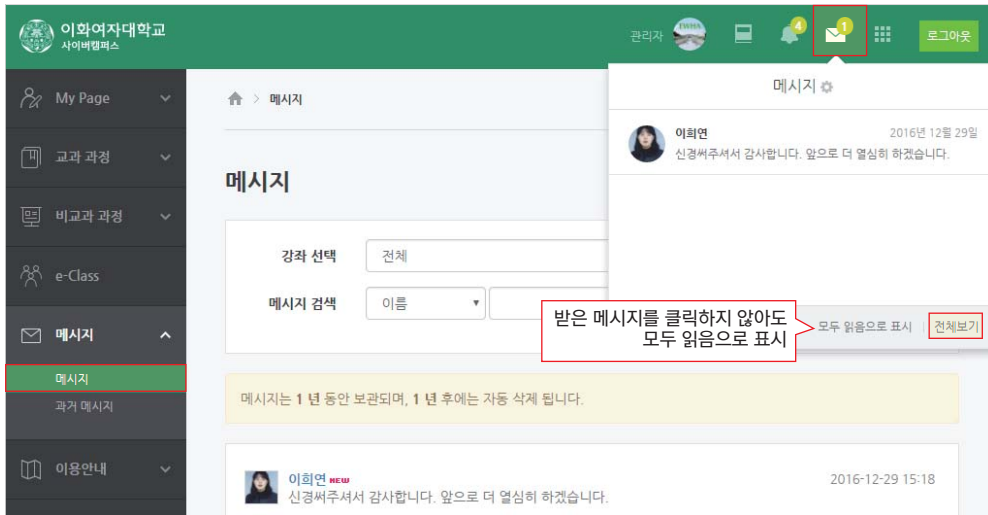 이화여자대학교
사이버캠퍼스
관리자
4
1
로그아웃
My Page
교과 과정
비교과 과정
e-Class
메시지
메시지
과거 메시지
이용안내
메시지
메시지
강좌 선택
전체
메시지 검색
이름
메시지는 1 년 동안 보관되며, 1 년 후에는 자동 삭제 됩니다.
이희연 NEW
2016-12-29 15:18
신경써주셔서 감사합니다. 앞으로 더 열심히 하겠습니다.
메시지
이희연
2016년 12월 29일
신경써주셔서 감사합니다. 앞으로 더 열심히 하겠습니다.
받은 메시지를 클릭하지 않아도
모두 읽음으로 표시
모두 읽음으로 표시
전체보기